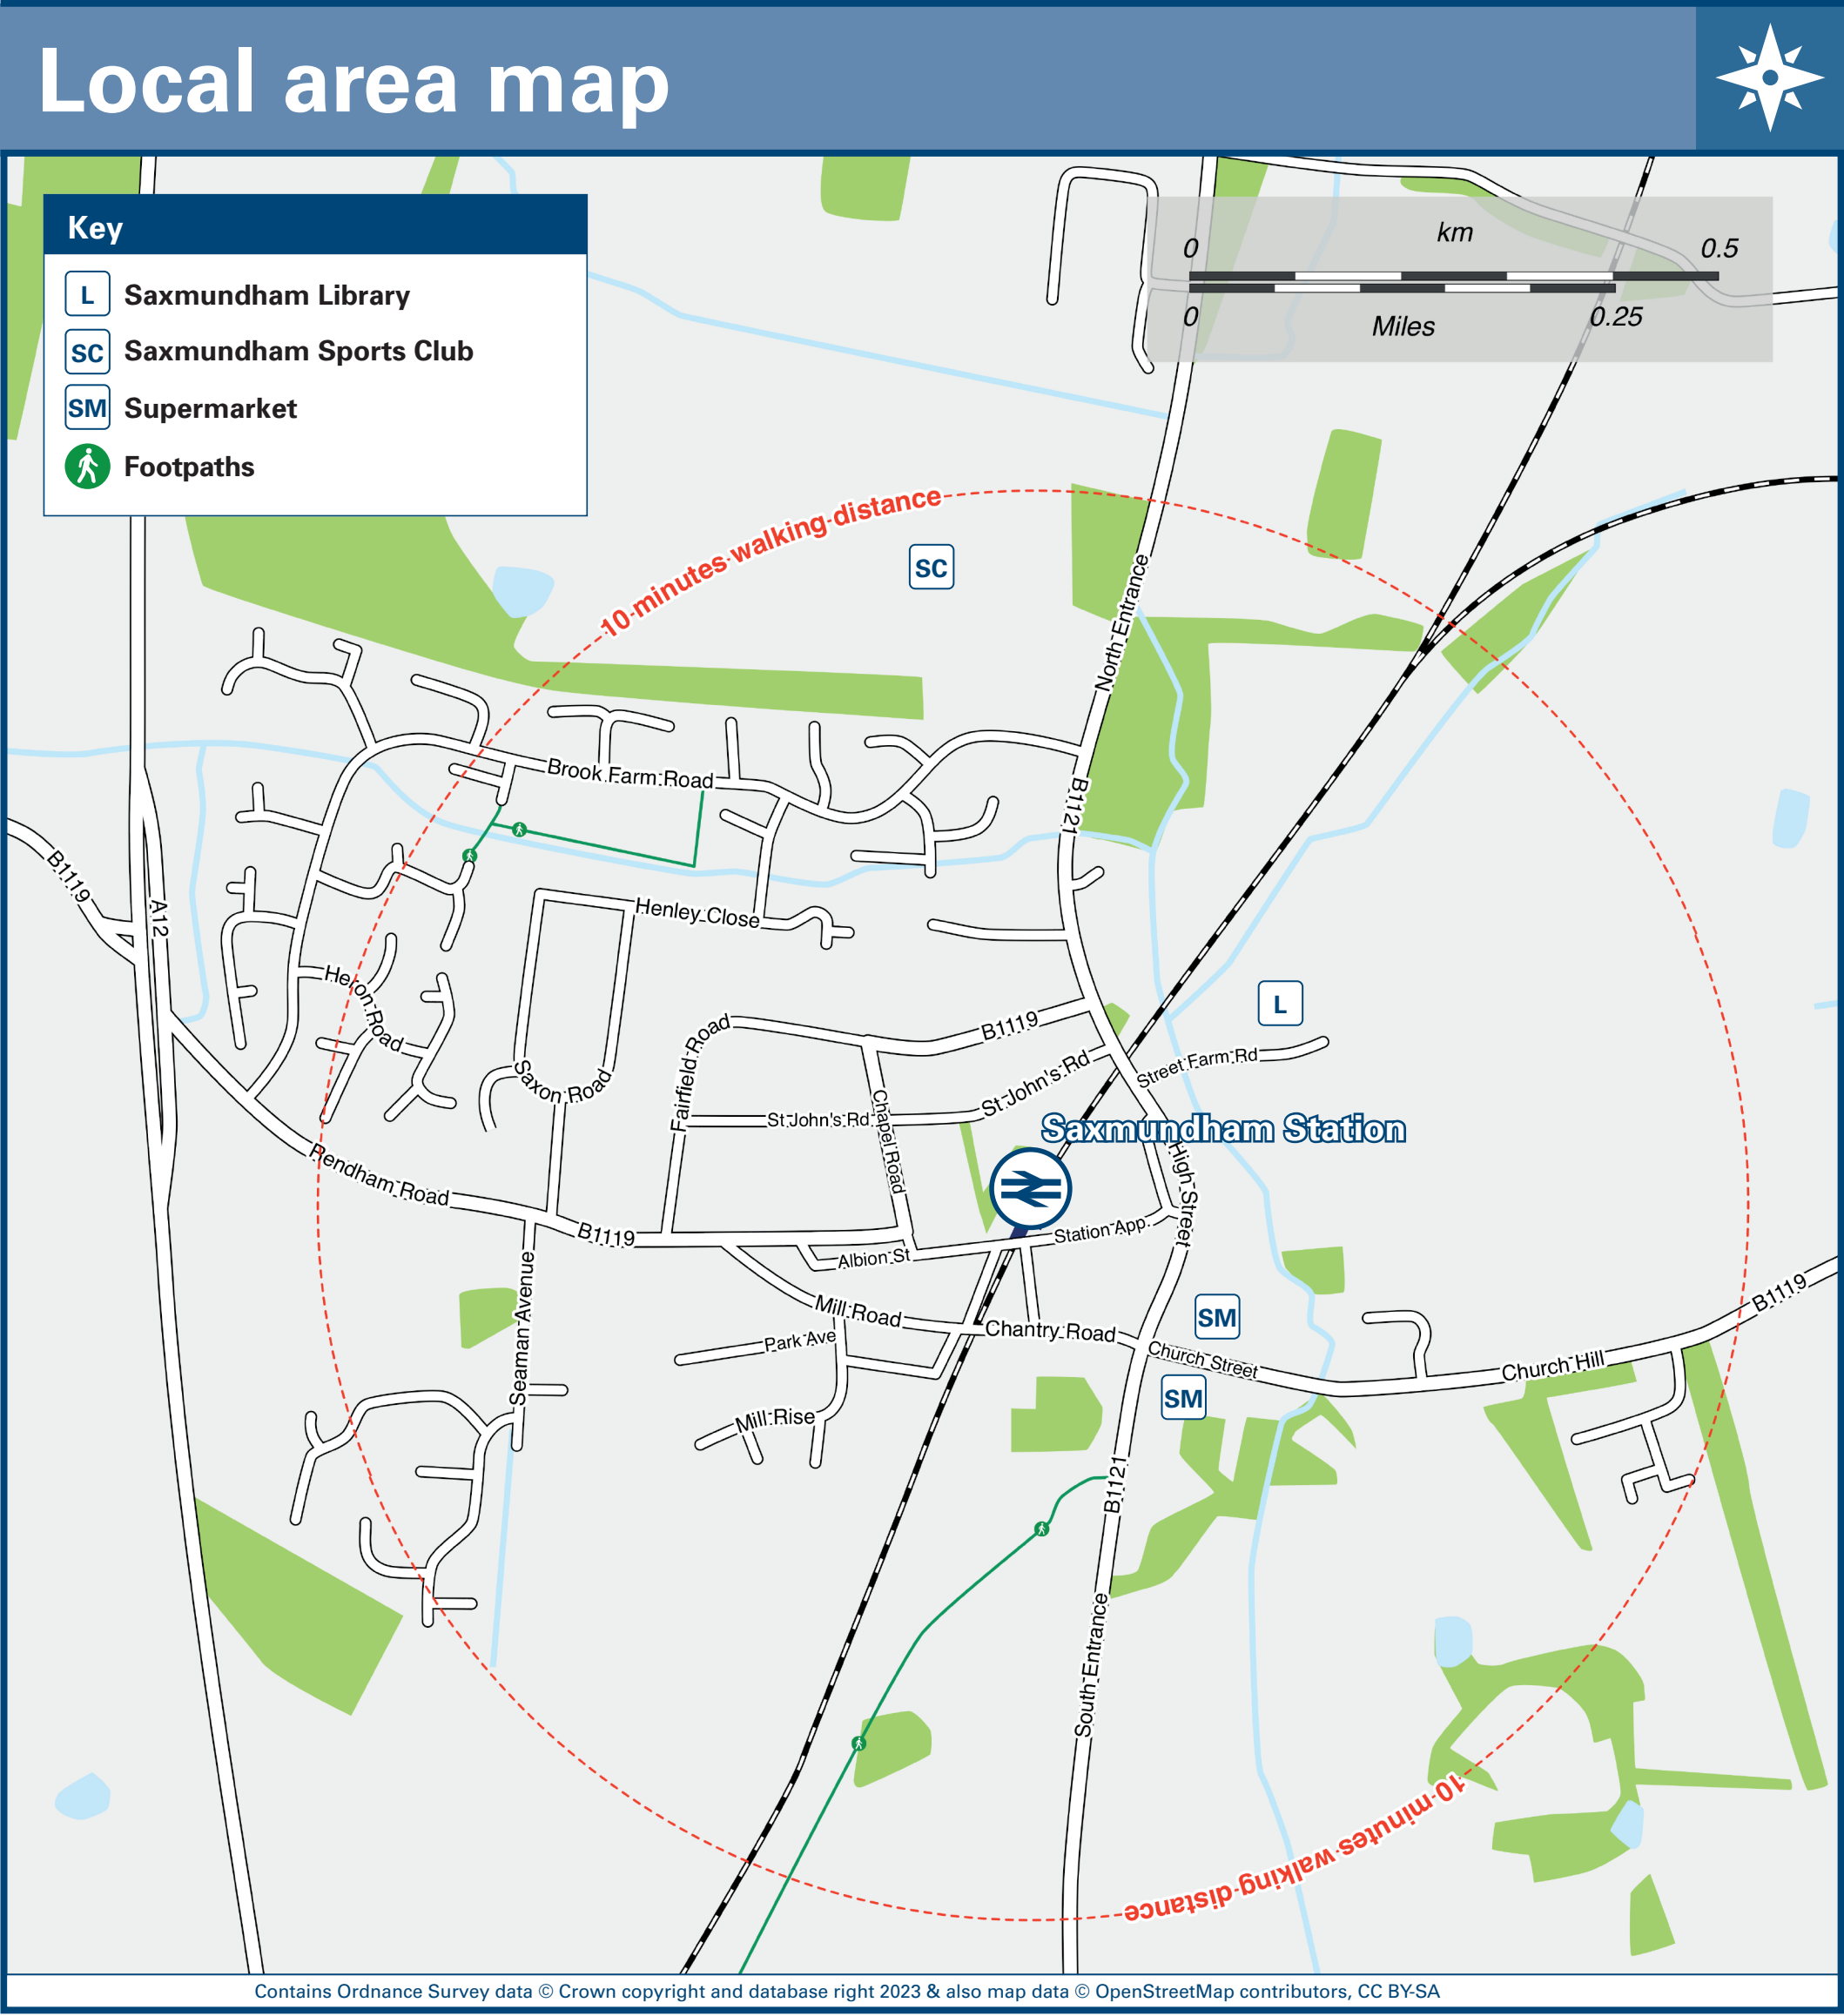 Local area map
Key
L Saxmundham Library
SC Saxmundham Sports Club
SM Supermarket
Footpaths
km
0 0.5
0 0.25
Miles
10 minutes walking distance
SC
North Entrance
Brook Farm Road
B1121
B1119
A12
Henley Close
Heron Road
L
Fairfield Road
B1119
Saxon Road
St John's Rd
Street Farm Rd
Chapel Road
St John's Rd
Saxmundham Station
Rendham Road
High Street
B1119
Station App.
Albion St
Seaman Avenue
Mill Road
Chantry Road
SM
B1119
Park Ave
Church Street
Church Hill
SM
Mill Rise
B1121
South Entrance
10 minutes walking distance
Contains Ordnance Survey data © Crown copyright and database right 2023 & also map data © OpenStreetMap contributors, CC BY-SA